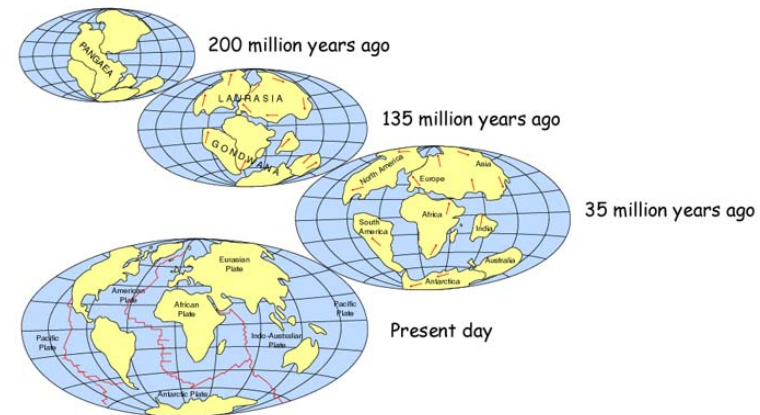 PANGAEA
200 million years ago
LAURASIA
GONDWANA
135 million years ago
North America
Europe
Asia
South
America
Africa
India
Australia
Antarctica
35 million years ago
Eurasian
Plate
American
Plate
African
Plate
Pacific
Plate
Pacific
Plate
Indo-Australian
Plate
Antarctic Plate
Present day